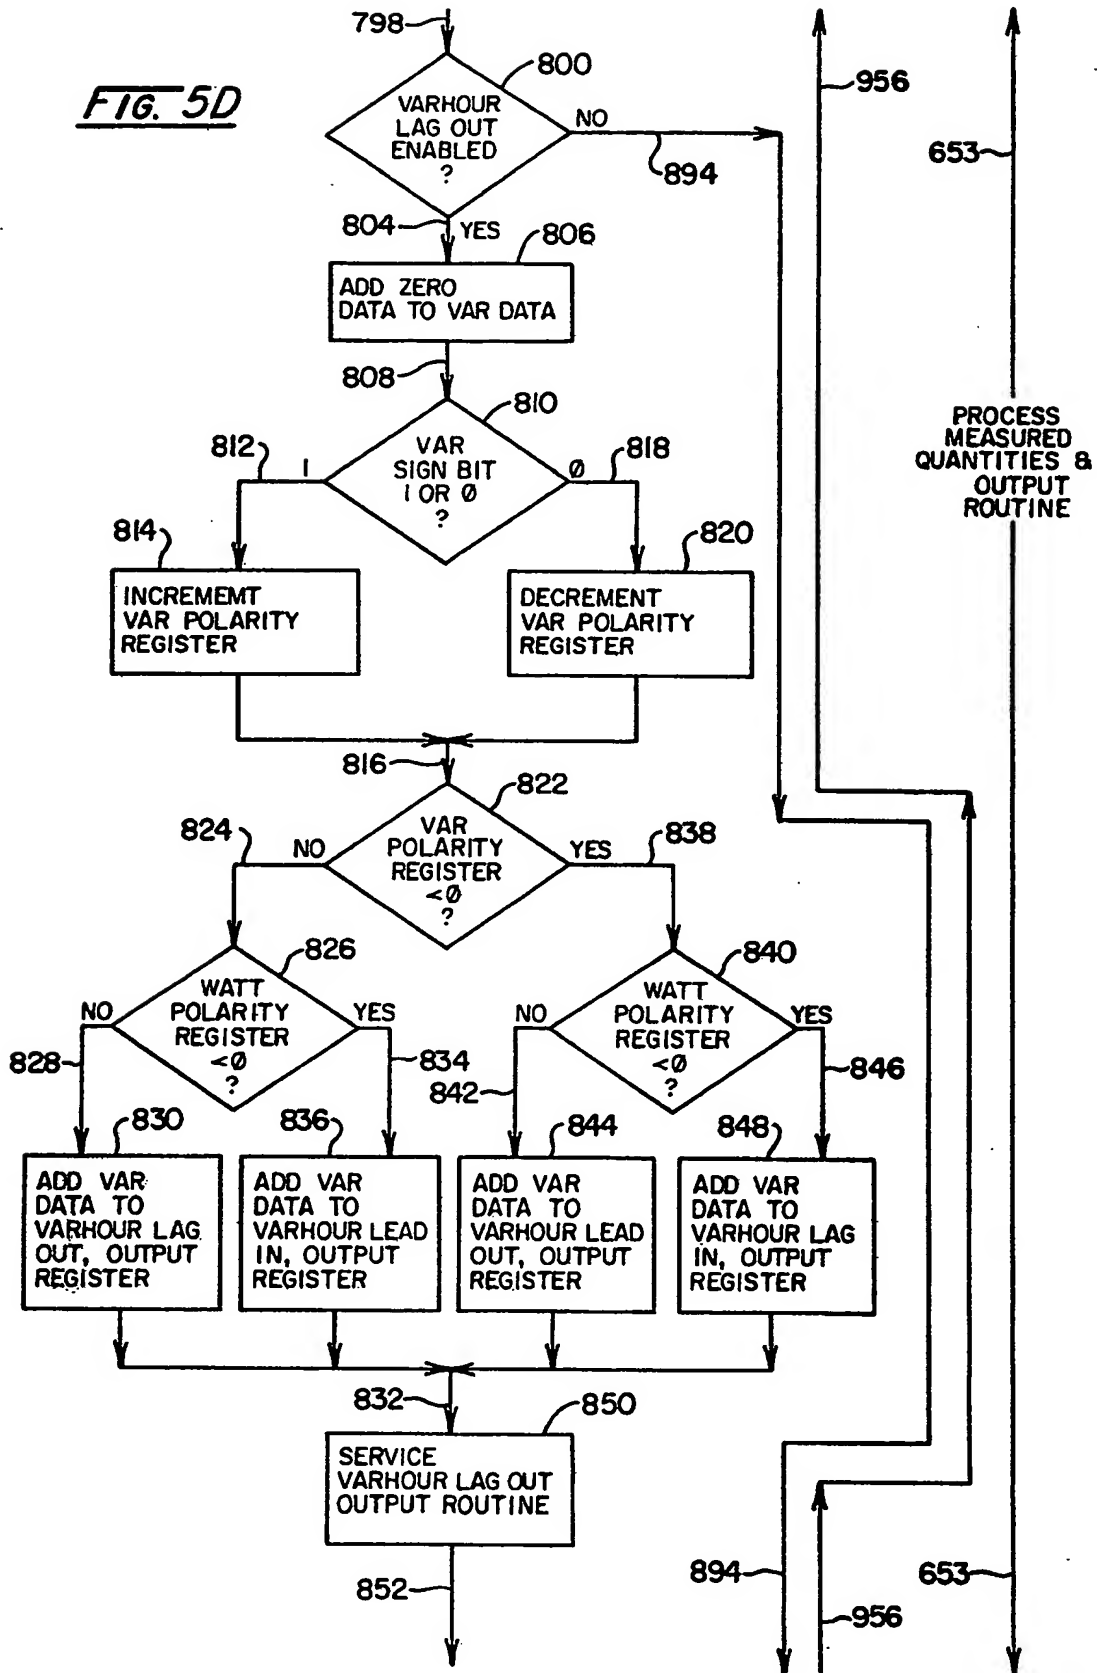 798
800
956
FIG. 5D
VARHOUR
LAG OUT
ENABLED
?
NO
894
653
804
YES
806
ADD ZERO
DATA TO VAR DATA
808
810
VAR
SIGN BIT
1 OR Ø
?
812
1
Ø
818
PROCESS
MEASURED
QUANTITIES &
OUTPUT
ROUTINE
814
INCREMEMT
VAR POLARITY
REGISTER
820
DECREMENT
VAR POLARITY
REGISTER
816
822
824
NO
VAR
POLARITY
REGISTER
<Ø
?
YES
838
826
NO
WATT
POLARITY
REGISTER
<Ø
?
YES
828
834
840
NO
WATT
POLARITY
REGISTER
<Ø
?
YES
842
846
830
ADD VAR
DATA TO
VARHOUR LAG
OUT, OUTPUT
REGISTER
836
ADD VAR
DATA TO
VARHOUR LEAD
IN, OUTPUT
REGISTER
844
ADD VAR
DATA TO
VARHOUR LEAD
OUT, OUTPUT
REGISTER
848
ADD VAR
DATA TO
VARHOUR LAG
IN, OUTPUT
REGISTER
832
850
SERVICE
VARHOUR LAG OUT
OUTPUT ROUTINE
852
894
653
956